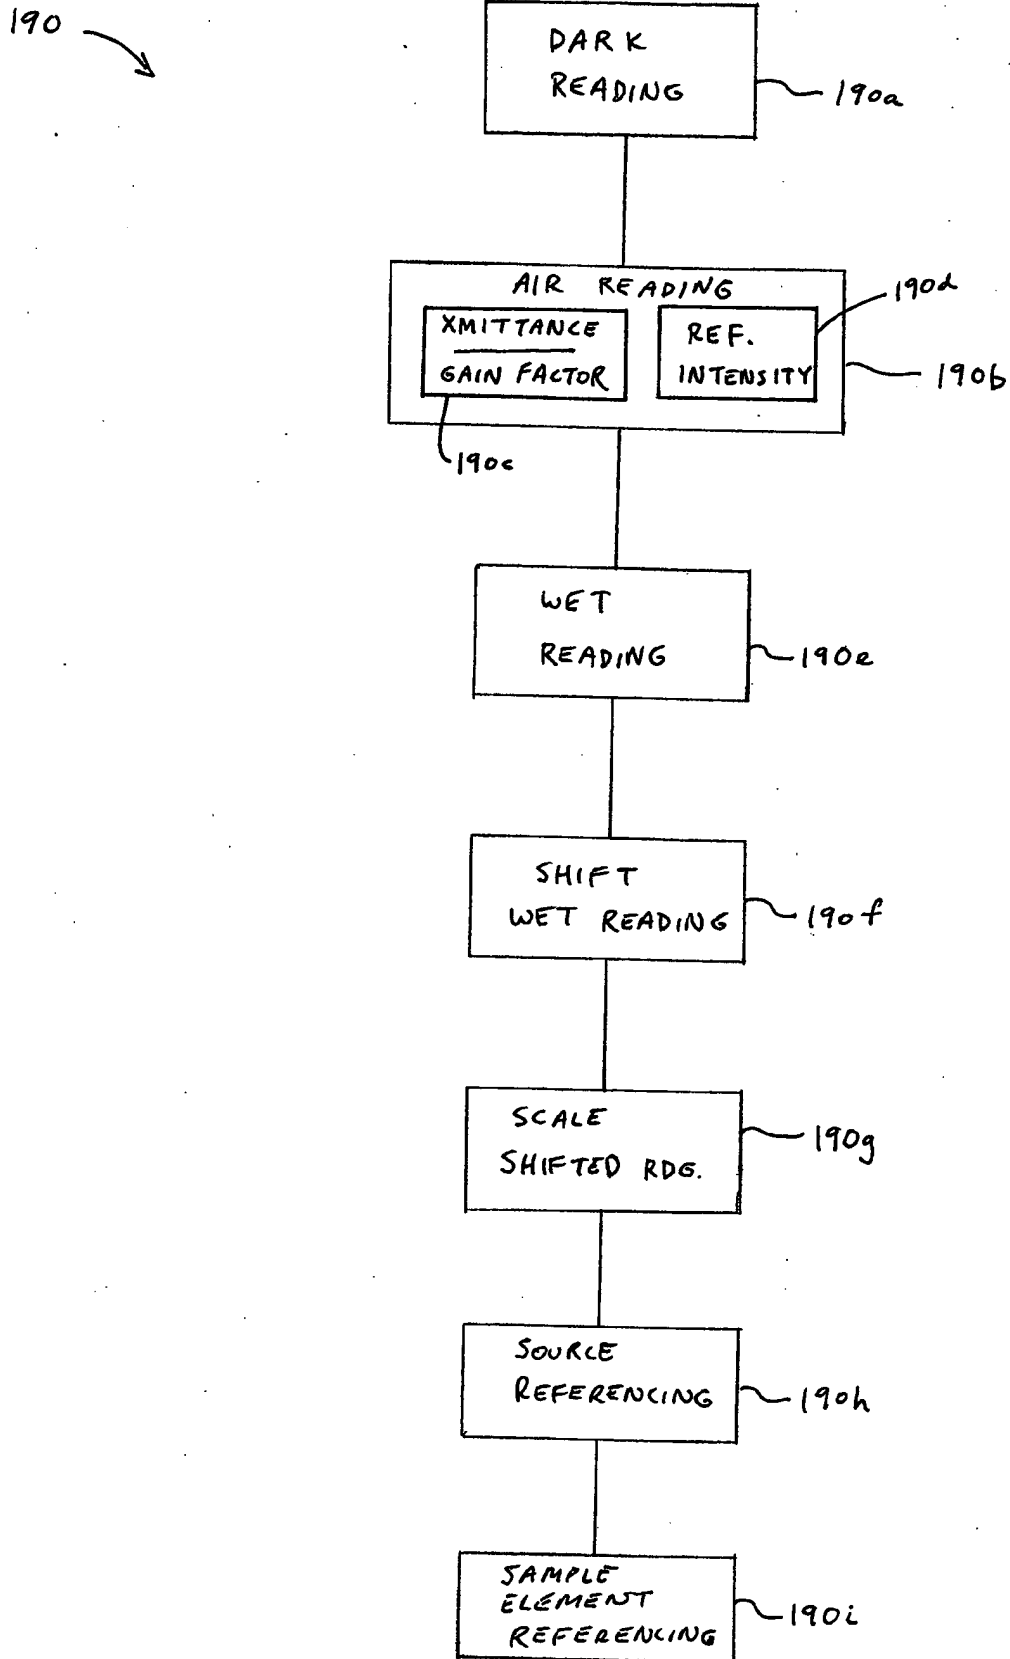 190
DARK
READING
190a
AIR READING
190d
XMITTANCE
GAIN FACTOR
REF.
INTENSITY
190b
190c
WET
READING
190e
SHIFT
WET READING
190f
SCALE
SHIFTED RDG.
190g
SOURCE
REFERENCING
190h
SAMPLE
ELEMENT
REFERENCING
190i